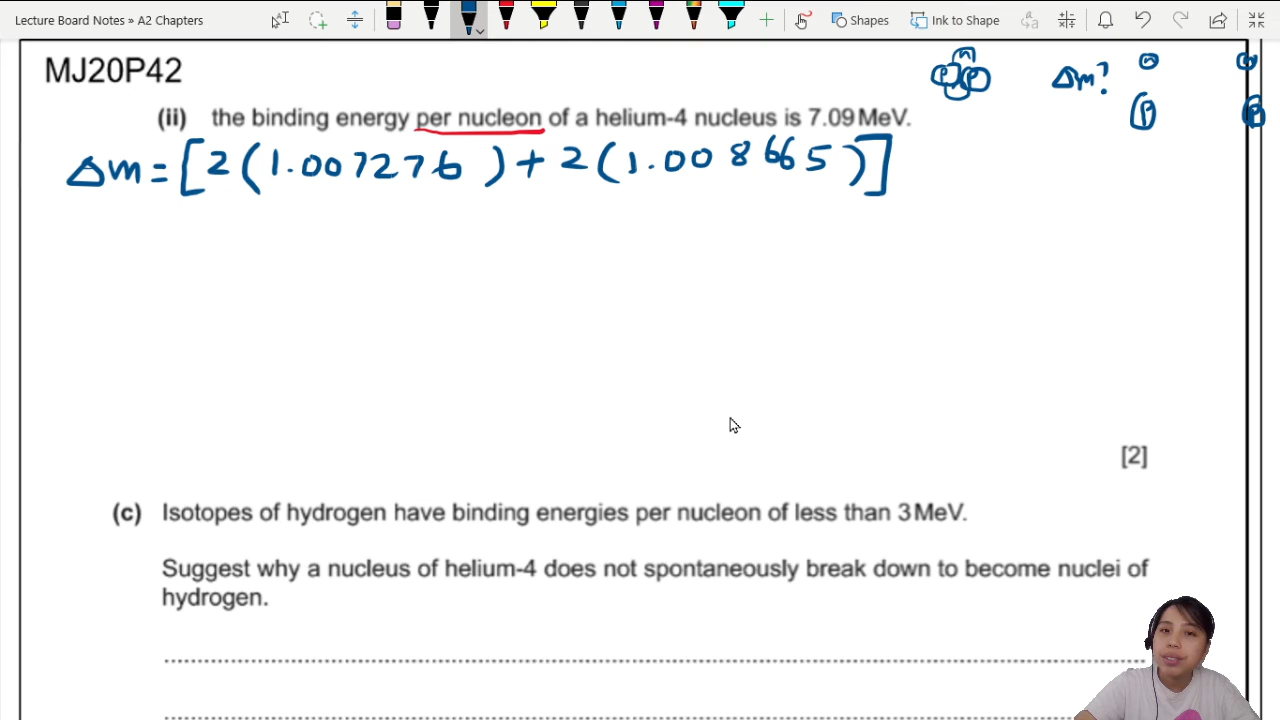 Lecture Board Notes » A2 Chapters
Shapes
Ink to Shape
MJ20P42
n
P P
Δm?
n
n
P
P
(ii) the binding energy per nucleon of a helium-4 nucleus is 7.09 MeV.
Δm = [2(1.007276) + 2(1.008665)]
[2]
(c) Isotopes of hydrogen have binding energies per nucleon of less than 3 MeV.
Suggest why a nucleus of helium-4 does not spontaneously break down to become nuclei of
hydrogen.